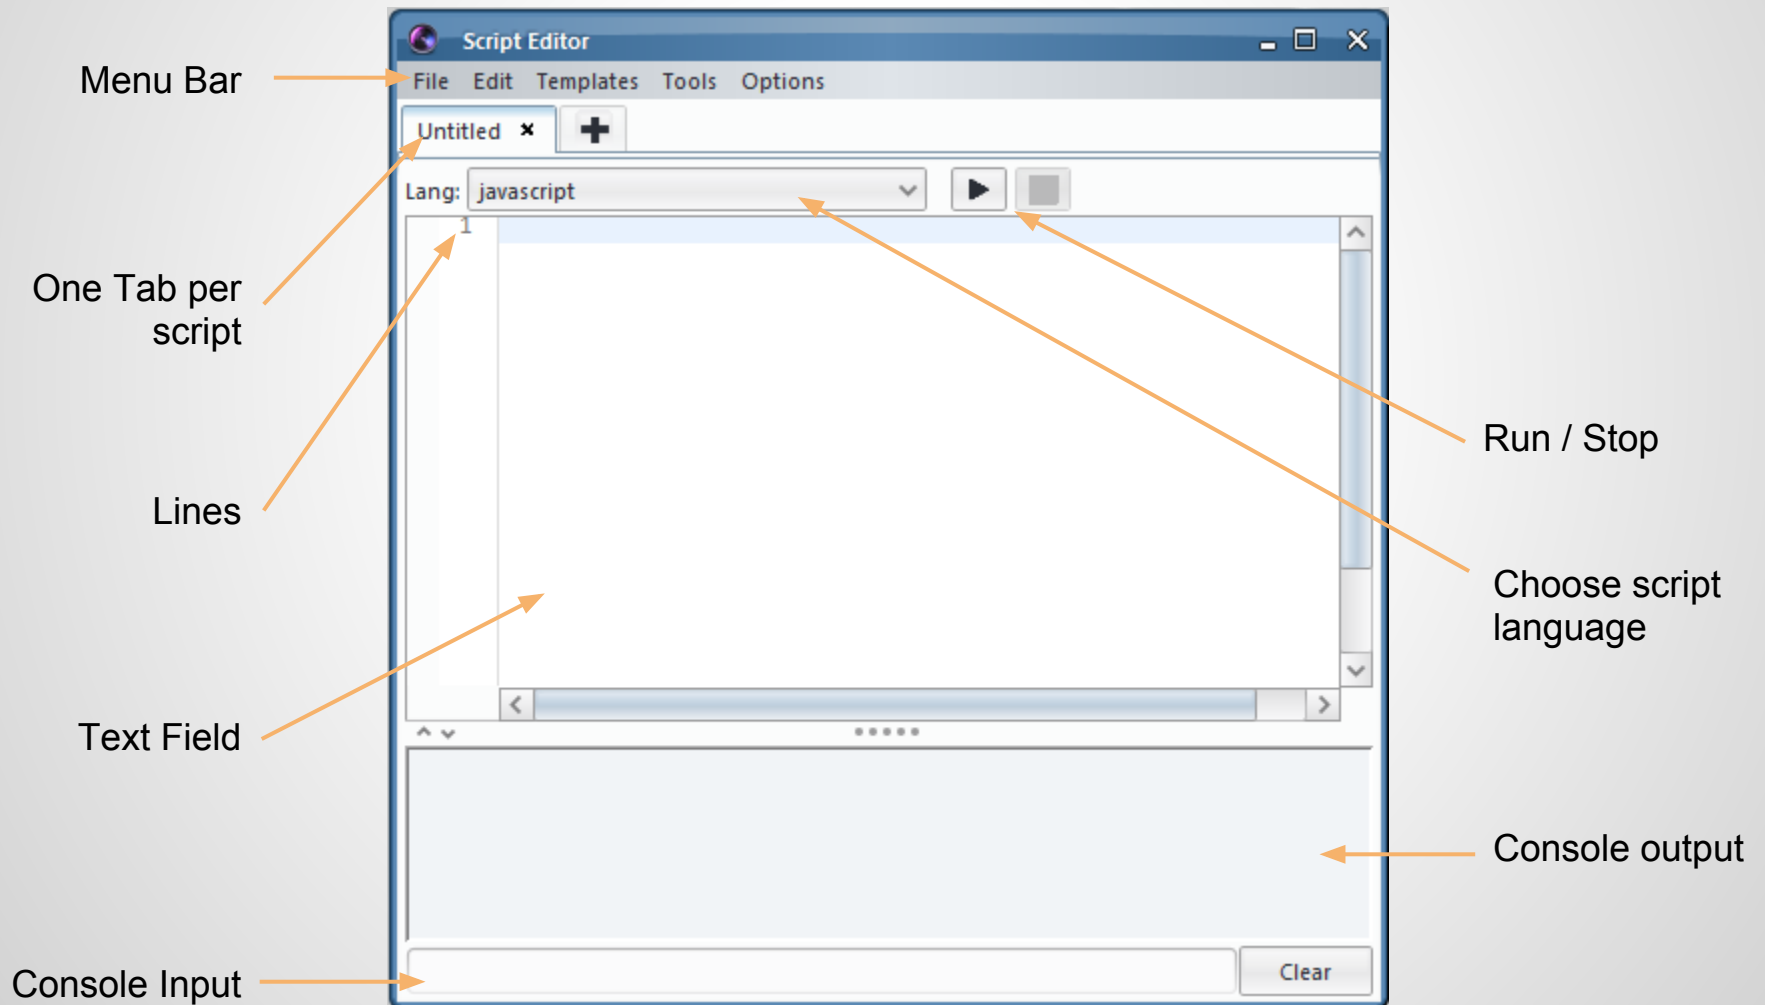 Script Editor
Menu Bar
File Edit Templates Tools Options
Untitled
Lang: javascript
1
One Tab per
script
Lines
Text Field
Console Input
Run / Stop
Choose script
language
Console output
Clear